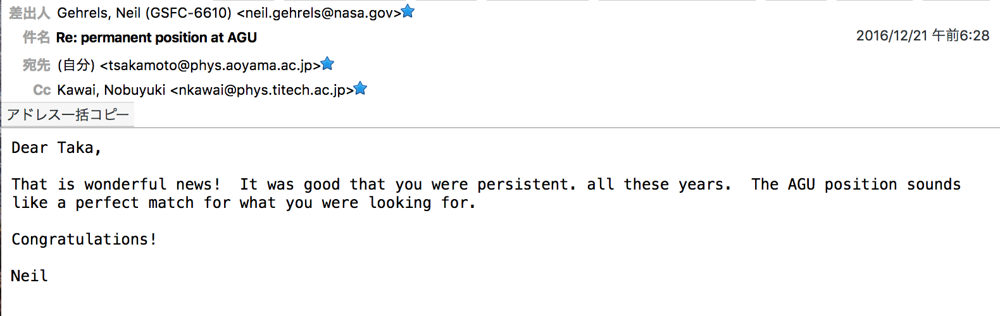 差出人 Gehrels, Neil (GSFC-6610) <neil.gehrels@nasa.gov>
件名 Re: permanent position at AGU 2016/12/21 午前6:28
宛先 (自分) <tsakamoto@phys.aoyama.ac.jp>
Cc Kawai, Nobuyuki <nkawai@phys.titech.ac.jp>
アドレス一括コピー
Dear Taka,
That is wonderful news!  It was good that you were persistent. all these years.  The AGU position sounds
like a perfect match for what you were looking for.
Congratulations!
Neil